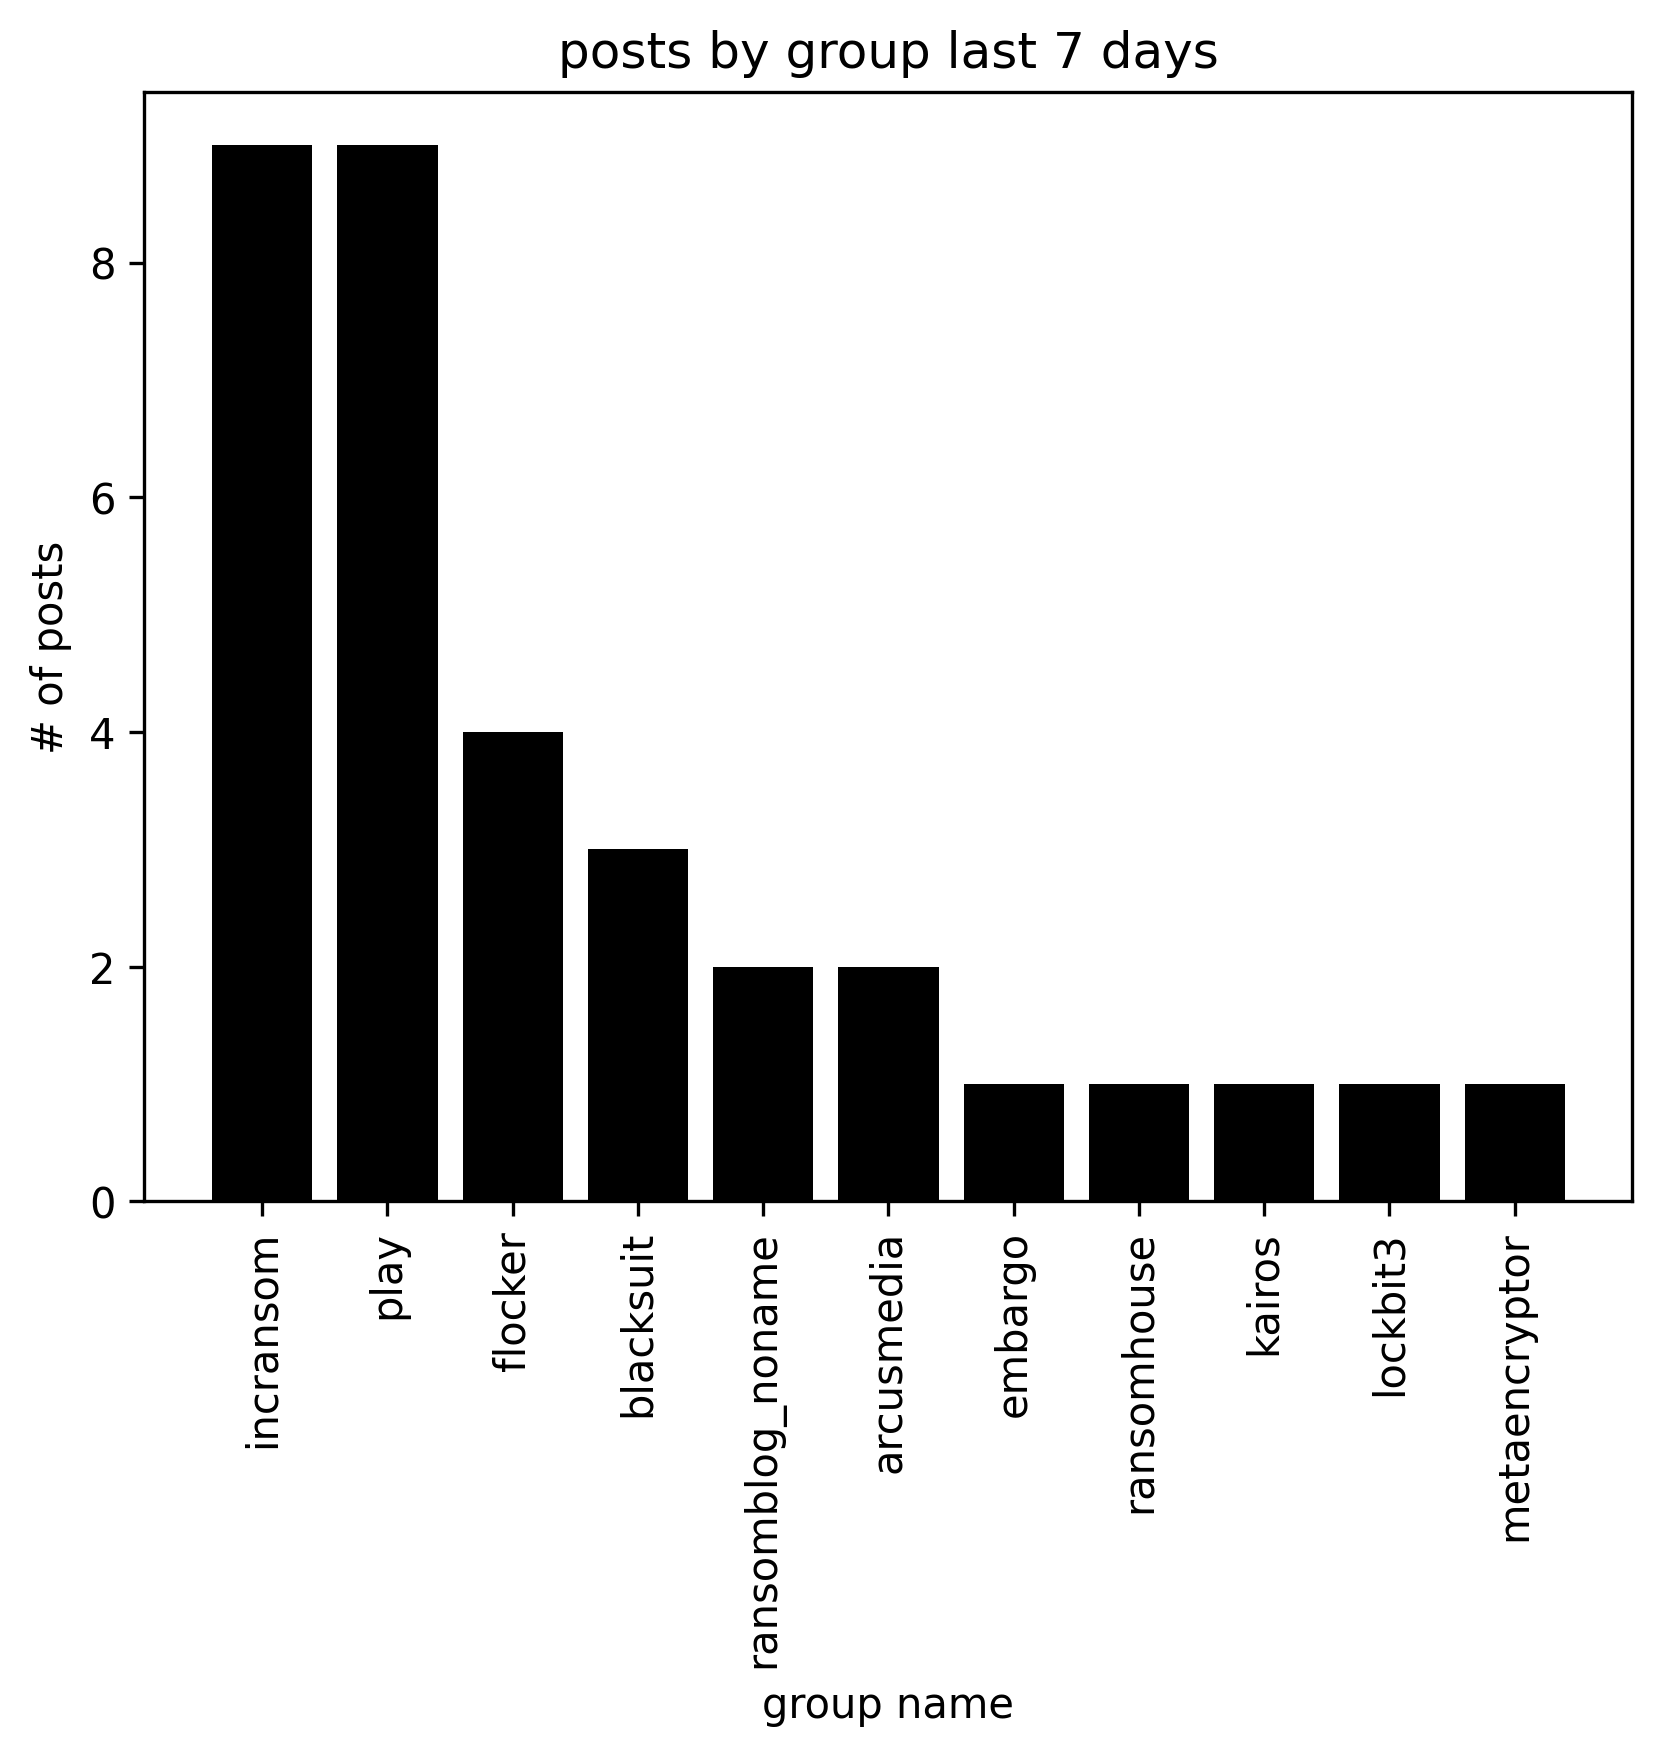 posts by group last 7 days
# of posts
8
6
4
2
0
incransom
play
flocker
blacksuit
ransomblog_noname
arcusmedia
embargo
ransomhouse
kairos
lockbit3
metaencryptor
group name